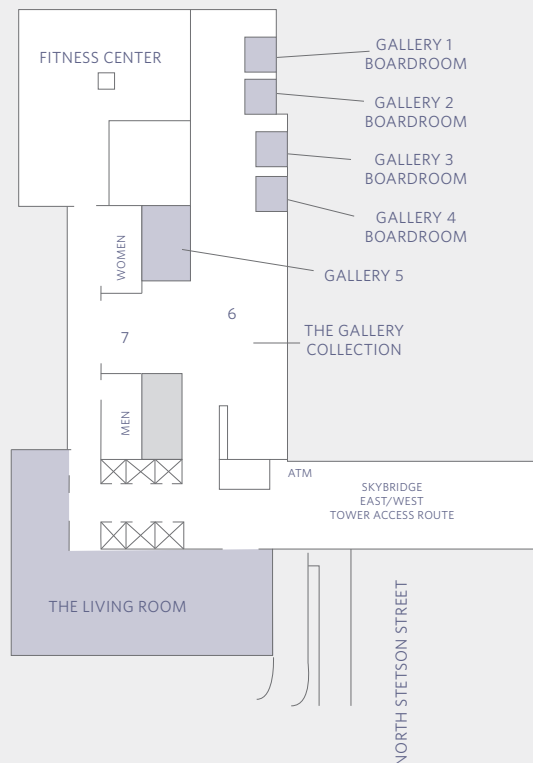 FITNESS CENTER
GALLERY 1
BOARDROOM
GALLERY 2
BOARDROOM
GALLERY 3
BOARDROOM
GALLERY 4
BOARDROOM
WOMEN
GALLERY 5
6
THE GALLERY
COLLECTION
7
MEN
ATM
SKYBRIDGE
EAST/WEST
TOWER ACCESS ROUTE
THE LIVING ROOM
NORTH STETSON STREET